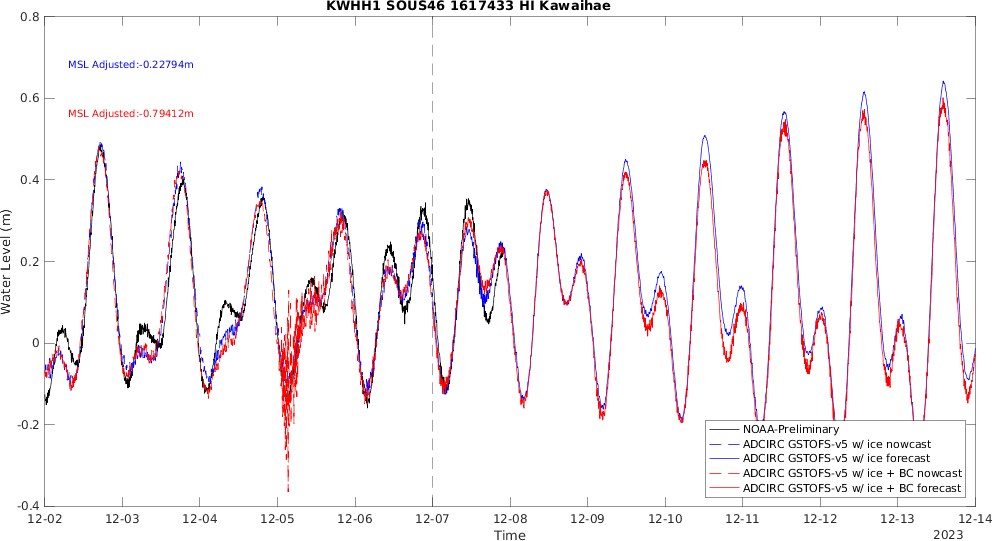 KWHH1 SOUS46 1617433 HI Kawaihae
MSL Adjusted:-0.22794m
MSL Adjusted:-0.79412m
Water Level (m)
0.8
0.6
0.4
0.2
0
-0.2
-0.4
NOAA-Preliminary
ADCIRC GSTOFS-v5 w/ ice nowcast
ADCIRC GSTOFS-v5 w/ ice forecast
ADCIRC GSTOFS-v5 w/ ice + BC nowcast
ADCIRC GSTOFS-v5 w/ ice + BC forecast
12-02 12-03 12-04 12-05 12-06 12-07 12-08 12-09 12-10 12-11 12-12 12-13 12-14
Time
2023